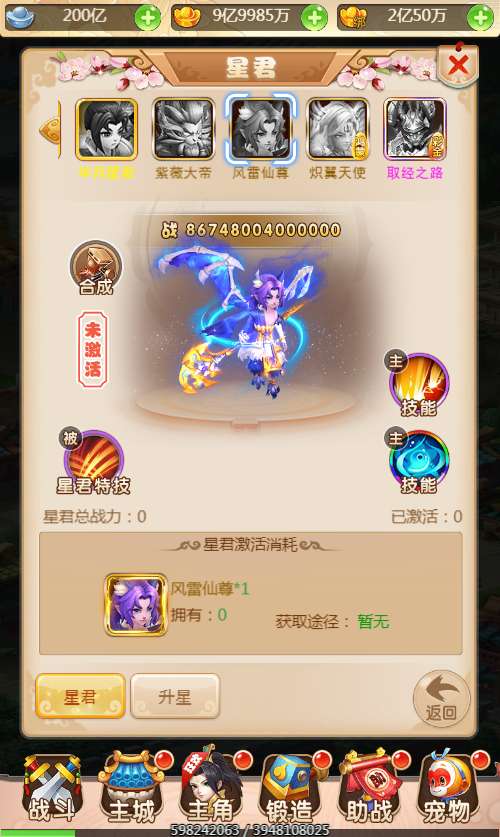 200亿
9亿9985万
2亿50万
星君
紫薇大帝
风雷仙尊
炽翼天使
取经之路
战 86748004000000
合成
未激活
主
技能
被
星君特技
主
技能
星君总战力：0
已激活：0
星君激活消耗
风雷仙尊*1
拥有：0
获取途径：暂无
星君
升星
返回
战斗
主城
主角
锻造
助战
宠物
598242063 / 3948108025